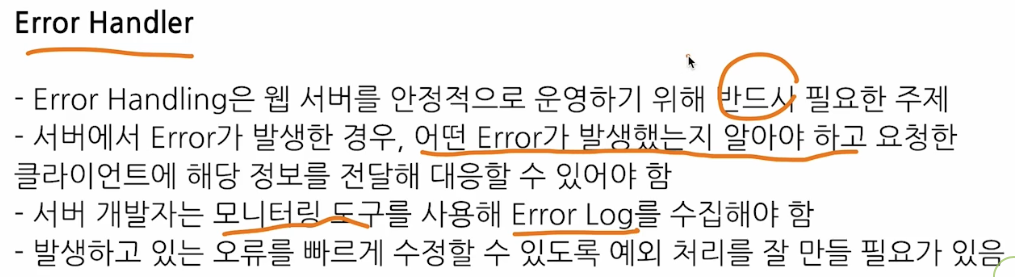 Error Handler
- Error Handling은 웹 서버를 안정적으로 운영하기 위해 반드시 필요한 주제
- 서버에서 Error가 발생한 경우, 어떤 Error가 발생했는지 알아야 하고 요청한
클라이언트에 해당 정보를 전달해 대응할 수 있어야 함
- 서버 개발자는 모니터링 도구를 사용해 Error Log를 수집해야 함
- 발생하고 있는 오류를 빠르게 수정할 수 있도록 예외 처리를 잘 만들 필요가 있음